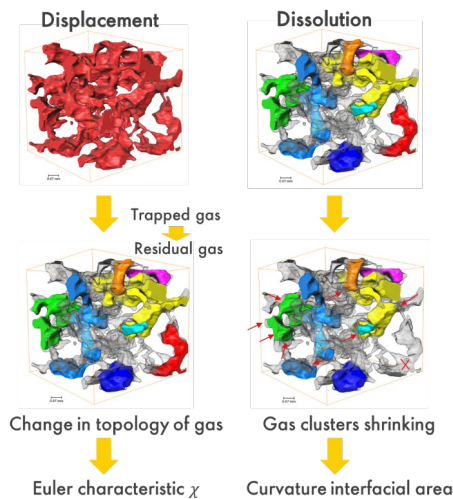 Displacement
Dissolution
Trapped gas
Residual gas
Change in topology of gas
Gas clusters shrinking
Euler characteristic χ
Curvature interfacial area